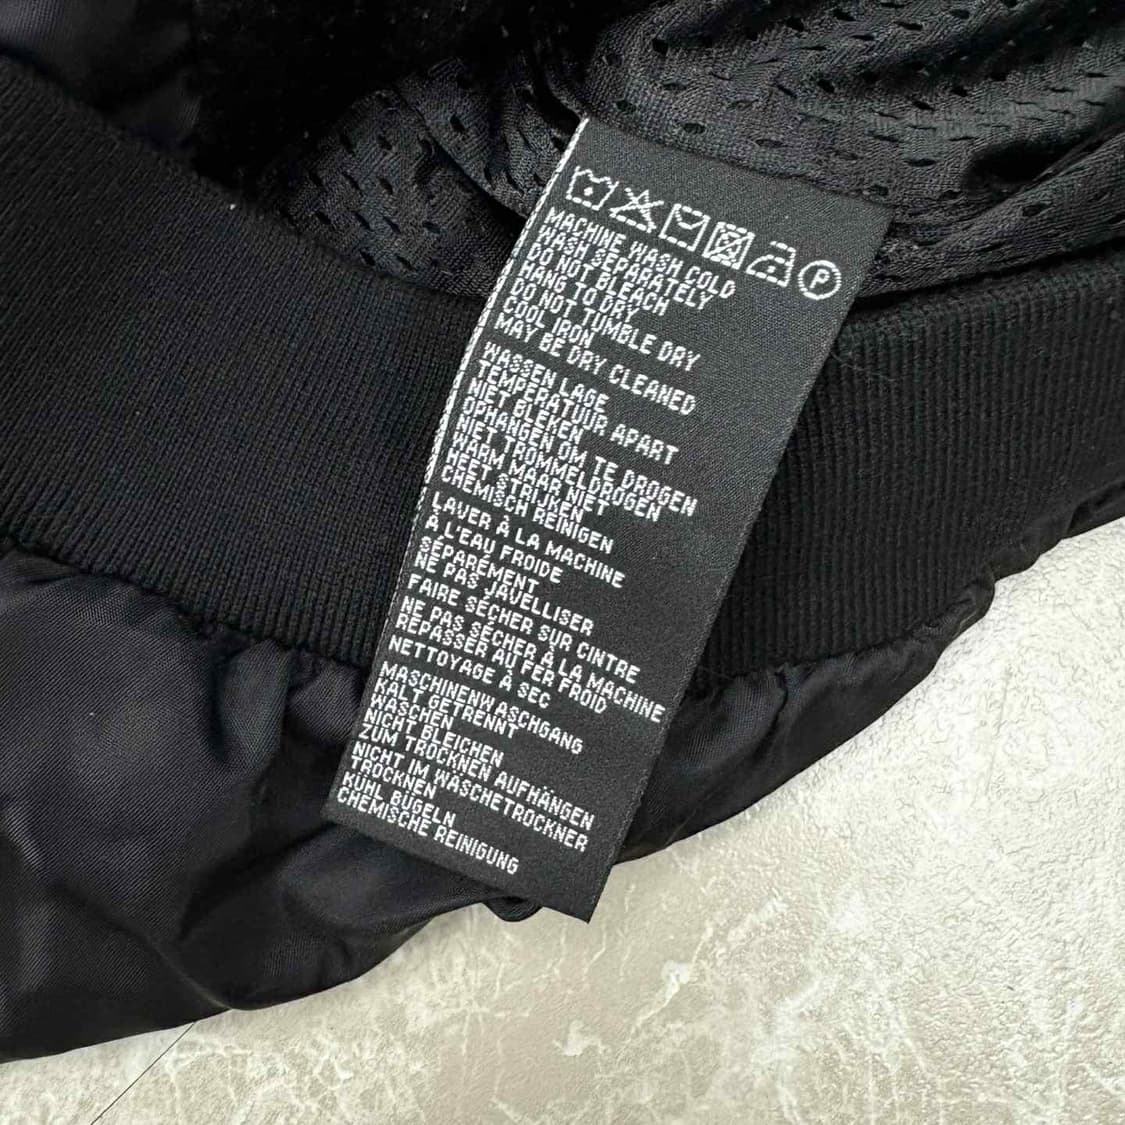 P
MACHINE WASH COLD
WASH SEPARATELY
DO NOT BLEACH
HANG TO DRY
DO NOT TUMBLE DRY
COOL IRON
MAY BE DRY CLEANED
WASSEN LAGE
TEMPERATUUR APART
NIET BLEKEN
OPHANGEN OM TE DROGEN
NIET TROMMELDROGEN
WARM MAAR NIET
HEET STRIJKEN
CHEMISCH REINIGEN
LAVER À LA MACHINE
À L'EAU FROIDE
SÉPARÉMENT
NE PAS JAVELLISER
FAIRE SÉCHER SUR CINTRE
NE PAS SÉCHER À LA MACHINE
REPASSER AU FER FROID
NETTOYAGE À SEC
MASCHINENWASCHGANG
KALT GETRENNT
WASCHEN
NICHT BLEICHEN
ZUM TROCKNEN AUFHÄNGEN
NICHT IM WÄSCHETROCKNER
TROCKNEN
KÜHL BÜGELN
CHEMISCHE REINIGUNG